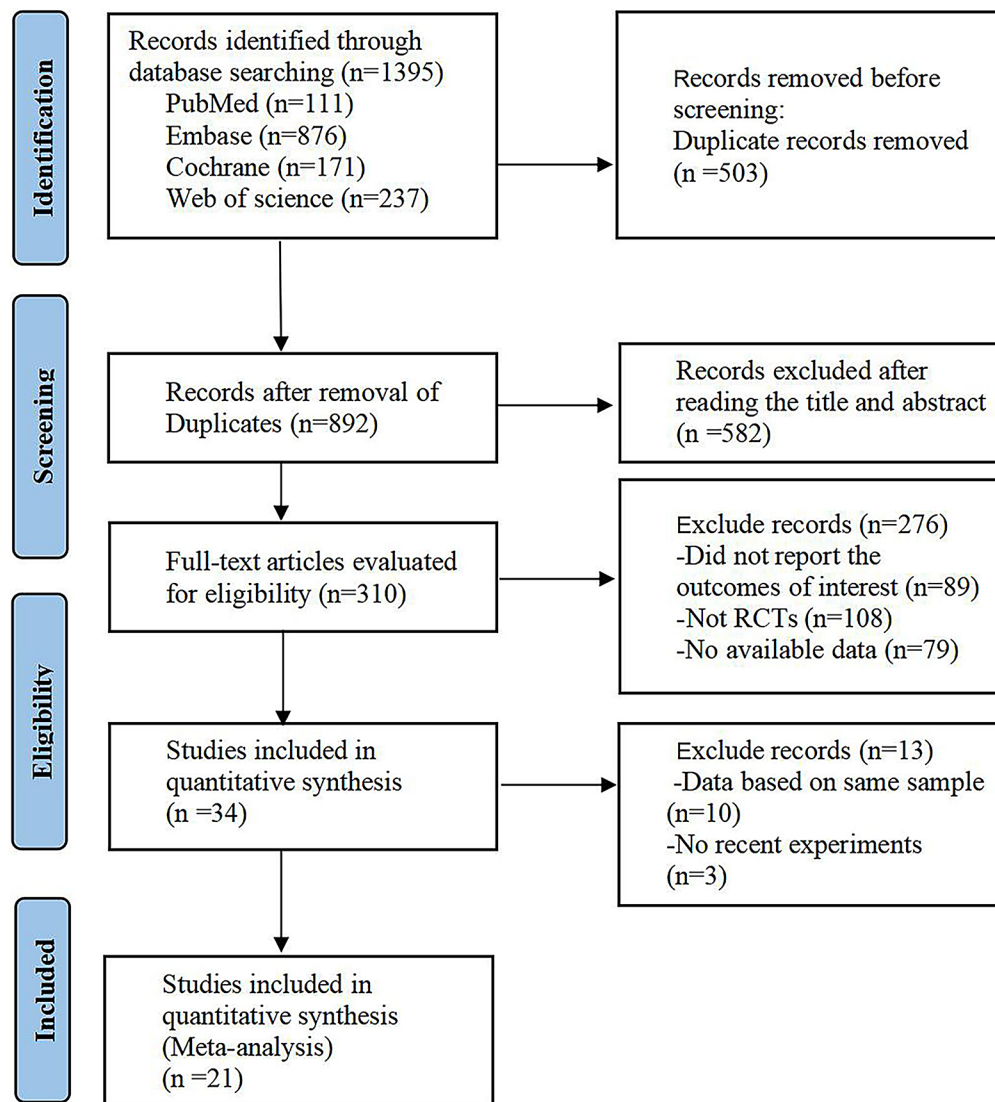 Identification
Records identified through
database searching (n=1395)
PubMed (n=111)
Embase (n=876)
Cochrane (n=171)
Web of science (n=237)
Records removed before
screening:
Duplicate records removed
(n =503)
Screening
Records after removal of
Duplicates (n=892)
Records excluded after
reading the title and abstract
(n =582)
Full-text articles evaluated
for eligibility (n=310)
Exclude records (n=276)
-Did not report the
outcomes of interest (n=89)
-Not RCTs (n=108)
-No available data (n=79)
Eligibility
Studies included in
quantitative synthesis
(n =34)
Exclude records (n=13)
-Data based on same sample
(n=10)
-No recent experiments
(n=3)
Included
Studies included in
quantitative synthesis
(Meta-analysis)
(n =21)